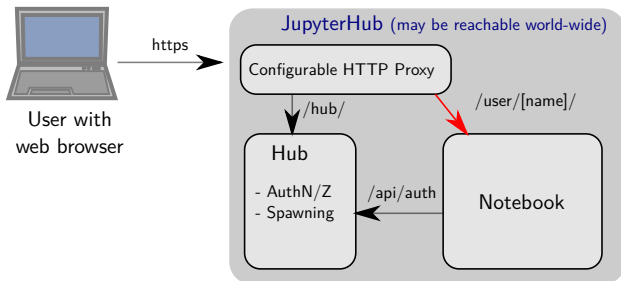 JupyterHub (may be reachable world-wide)
https
Configurable HTTP Proxy
/hub/
/user/[name]/
User with
web browser
Hub
- AuthN/Z
- Spawning
/api/auth
Notebook